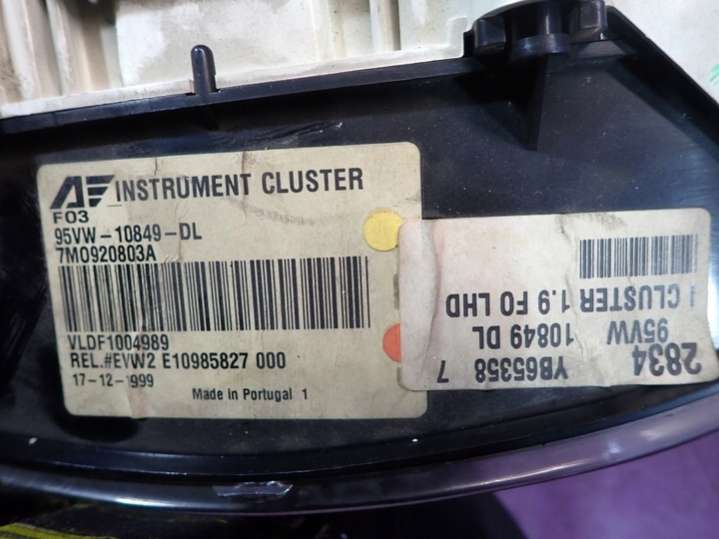 AF INSTRUMENT CLUSTER
F03
95VW-10849-DL
7M0920803A
VLDF1004989
REL.#EVW2 E10985827 000
17-12-1999
Made in Portugal 1
2834
YB65358 7
95VW
10849 DL
CLUSTER 1.9 FO LHD